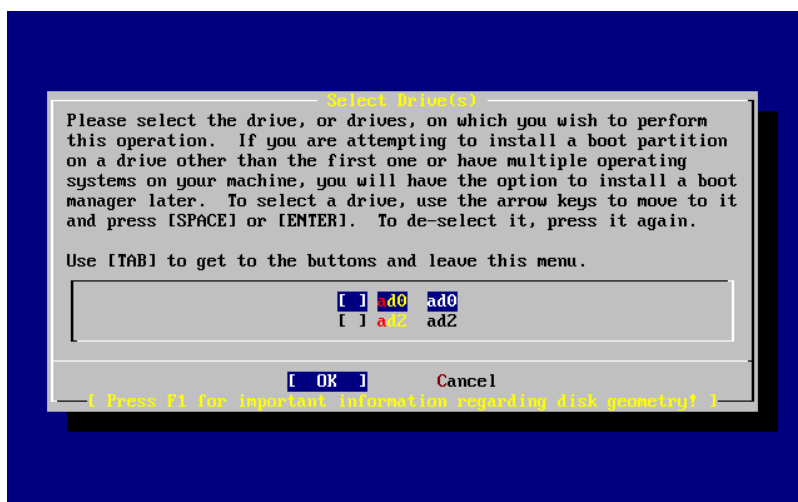 Select Drive(s)
Please select the drive, or drives, on which you wish to perform
this operation.  If you are attempting to install a boot partition
on a drive other than the first one or have multiple operating
systems on your machine, you will have the option to install a boot
manager later.  To select a drive, use the arrow keys to move to it
and press [SPACE] or [ENTER].  To de-select it, press it again.
Use [TAB] to get to the buttons and leave this menu.
[ ] ad0  ad0
[ ] ad2  ad2
[  OK  ]  Cancel
[ Press F1 for important information regarding disk geometry! ]